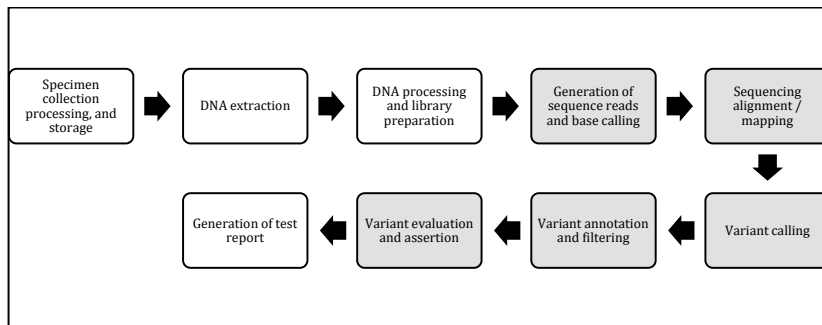 Specimen
collection
processing, and
storage
DNA extraction
DNA processing
and library
preparation
Generation of
sequence reads
and base calling
Sequencing
alignment /
mapping
Variant calling
Variant annotation
and filtering
Variant evaluation
and assertion
Generation of test
report